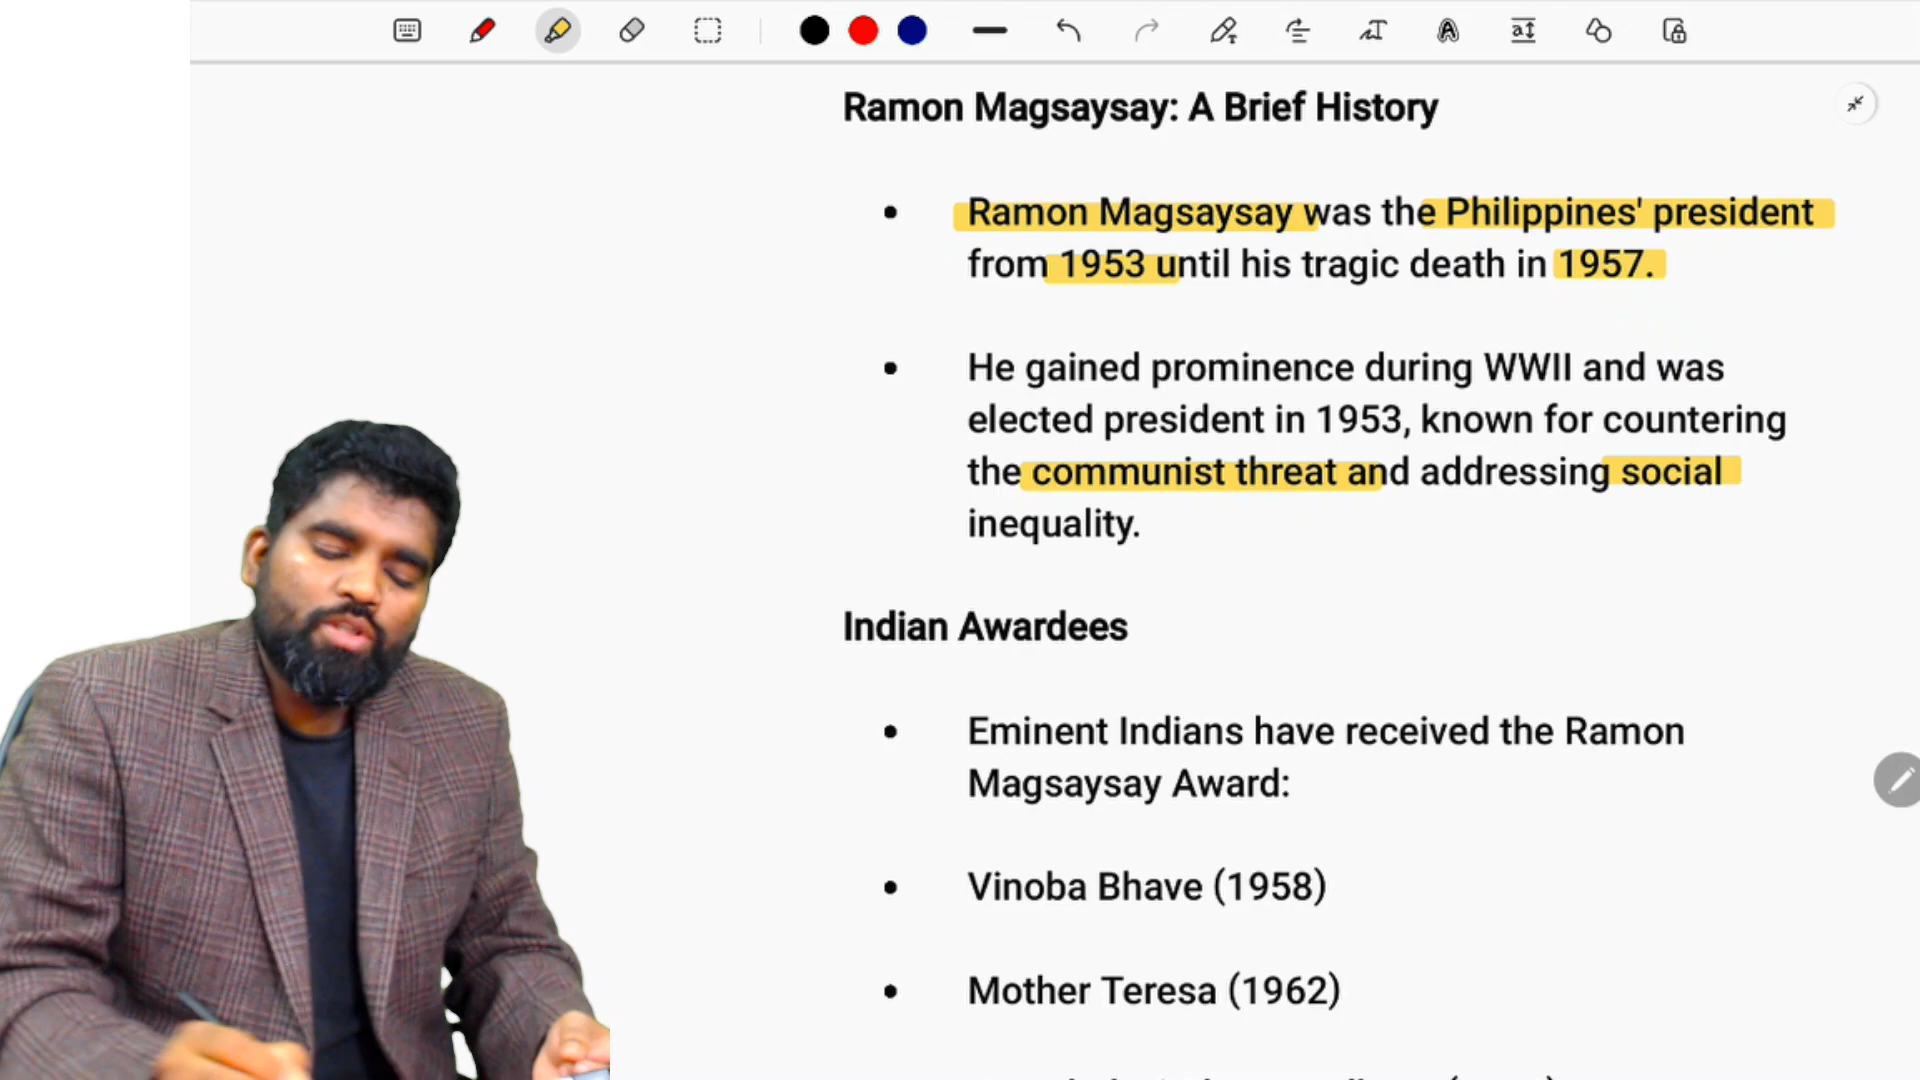 Ramon Magsaysay: A Brief History
• Ramon Magsaysay was the Philippines' president
from 1953 until his tragic death in 1957.
• He gained prominence during WWII and was
elected president in 1953, known for countering
the communist threat and addressing social
inequality.
Indian Awardees
• Eminent Indians have received the Ramon
Magsaysay Award:
• Vinoba Bhave (1958)
• Mother Teresa (1962)